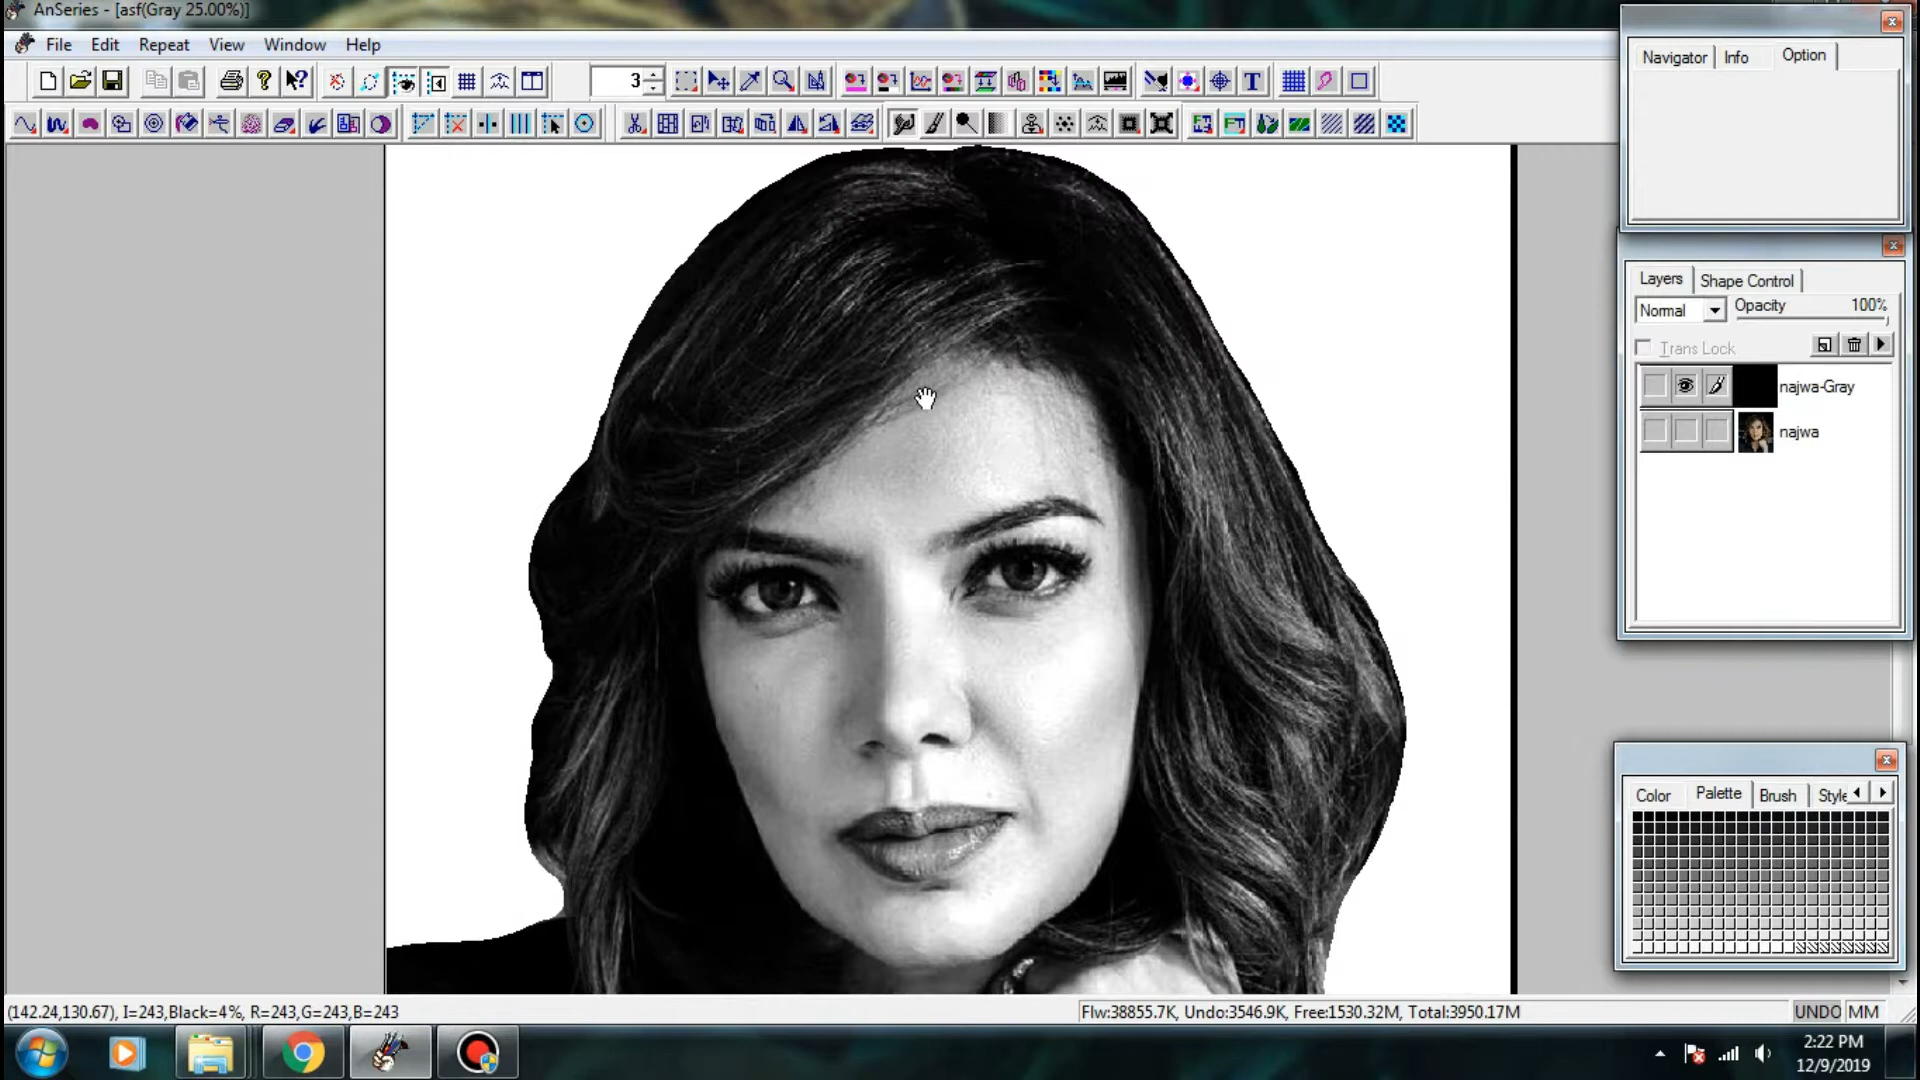 AnSeries - [asf(Gray 25.00%)]
File Edit Repeat View Window Help
3
T
Navigator Info Option
Layers Shape Control
Normal Opacity 100%
Trans Lock
najwa-Gray
najwa
Color Palette Brush Style
(142.24,130.67), I=243,Black=4%, R=243,G=243,B=243
Flw:38855.7K, Undo:3546.9K, Free:1530.32M, Total:3950.17M
UNDO MM
2:22 PM
12/9/2019